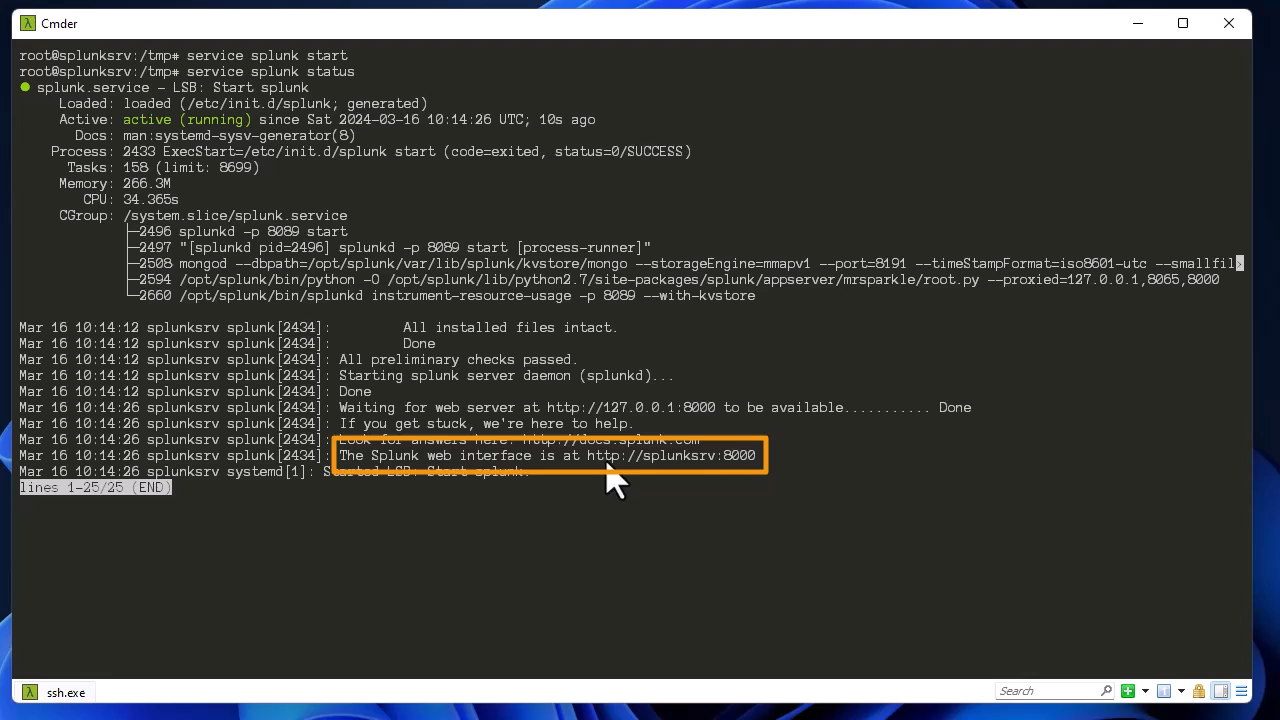 Cmder
root@splunksrv:/tmp# service splunk start
root@splunksrv:/tmp# service splunk status
● splunk.service - LSB: Start splunk
Loaded: loaded (/etc/init.d/splunk; generated)
Active: active (running) since Sat 2024-03-16 10:14:26 UTC; 10s ago
Docs: man:systemd-sysv-generator(8)
Process: 2433 ExecStart=/etc/init.d/splunk start (code=exited, status=0/SUCCESS)
Tasks: 158 (limit: 8699)
Memory: 266.3M
CPU: 34.365s
CGroup: /system.slice/splunk.service
├─2496 splunkd -p 8089 start
├─2497 "[splunkd pid=2496] splunkd -p 8089 start [process-runner]"
├─2508 mongod --dbpath=/opt/splunk/var/lib/splunk/kvstore/mongo --storageEngine=mmapv1 --port=8191 --timeStampFormat=iso8601-utc --smallfil>
├─2594 /opt/splunk/bin/python -O /opt/splunk/lib/python2.7/site-packages/splunk/appserver/mrsparkle/root.py --proxied=127.0.0.1,8065,8000
└─2660 /opt/splunk/bin/splunkd instrument-resource-usage -p 8089 --with-kvstore
Mar 16 10:14:12 splunksrv splunk[2434]: All installed files intact.
Mar 16 10:14:12 splunksrv splunk[2434]: Done
Mar 16 10:14:12 splunksrv splunk[2434]: All preliminary checks passed.
Mar 16 10:14:12 splunksrv splunk[2434]: Starting splunk server daemon (splunkd)...
Mar 16 10:14:12 splunksrv splunk[2434]: Done
Mar 16 10:14:26 splunksrv splunk[2434]: Waiting for web server at http://127.0.0.1:8000 to be available........... Done
Mar 16 10:14:26 splunksrv splunk[2434]: If you get stuck, we're here to help.
Mar 16 10:14:26 splunksrv splunk[2434]: Look for answers here: http://docs.splunk.com
Mar 16 10:14:26 splunksrv splunk[2434]: The Splunk web interface is at http://splunksrv:8000
Mar 16 10:14:26 splunksrv systemd[1]: Started LSB: Start splunk.
lines 1-25/25 (END)
ssh.exe
Search